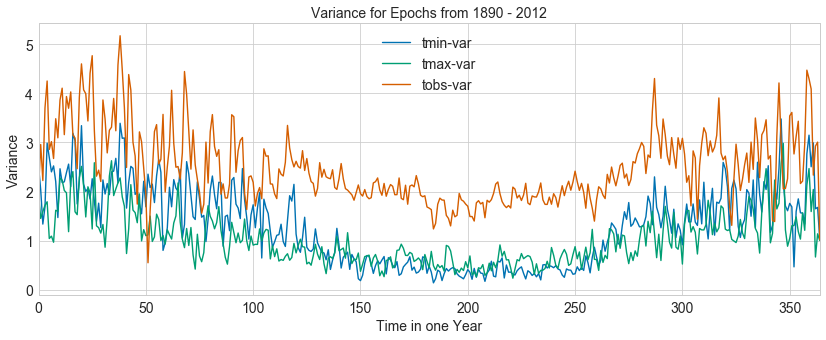 Variance for Epochs from 1890 - 2012
tmin-var
tmax-var
tobs-var
Variance
5
4
3
2
1
0
0 50 100 150 200 250 300 350
Time in one Year